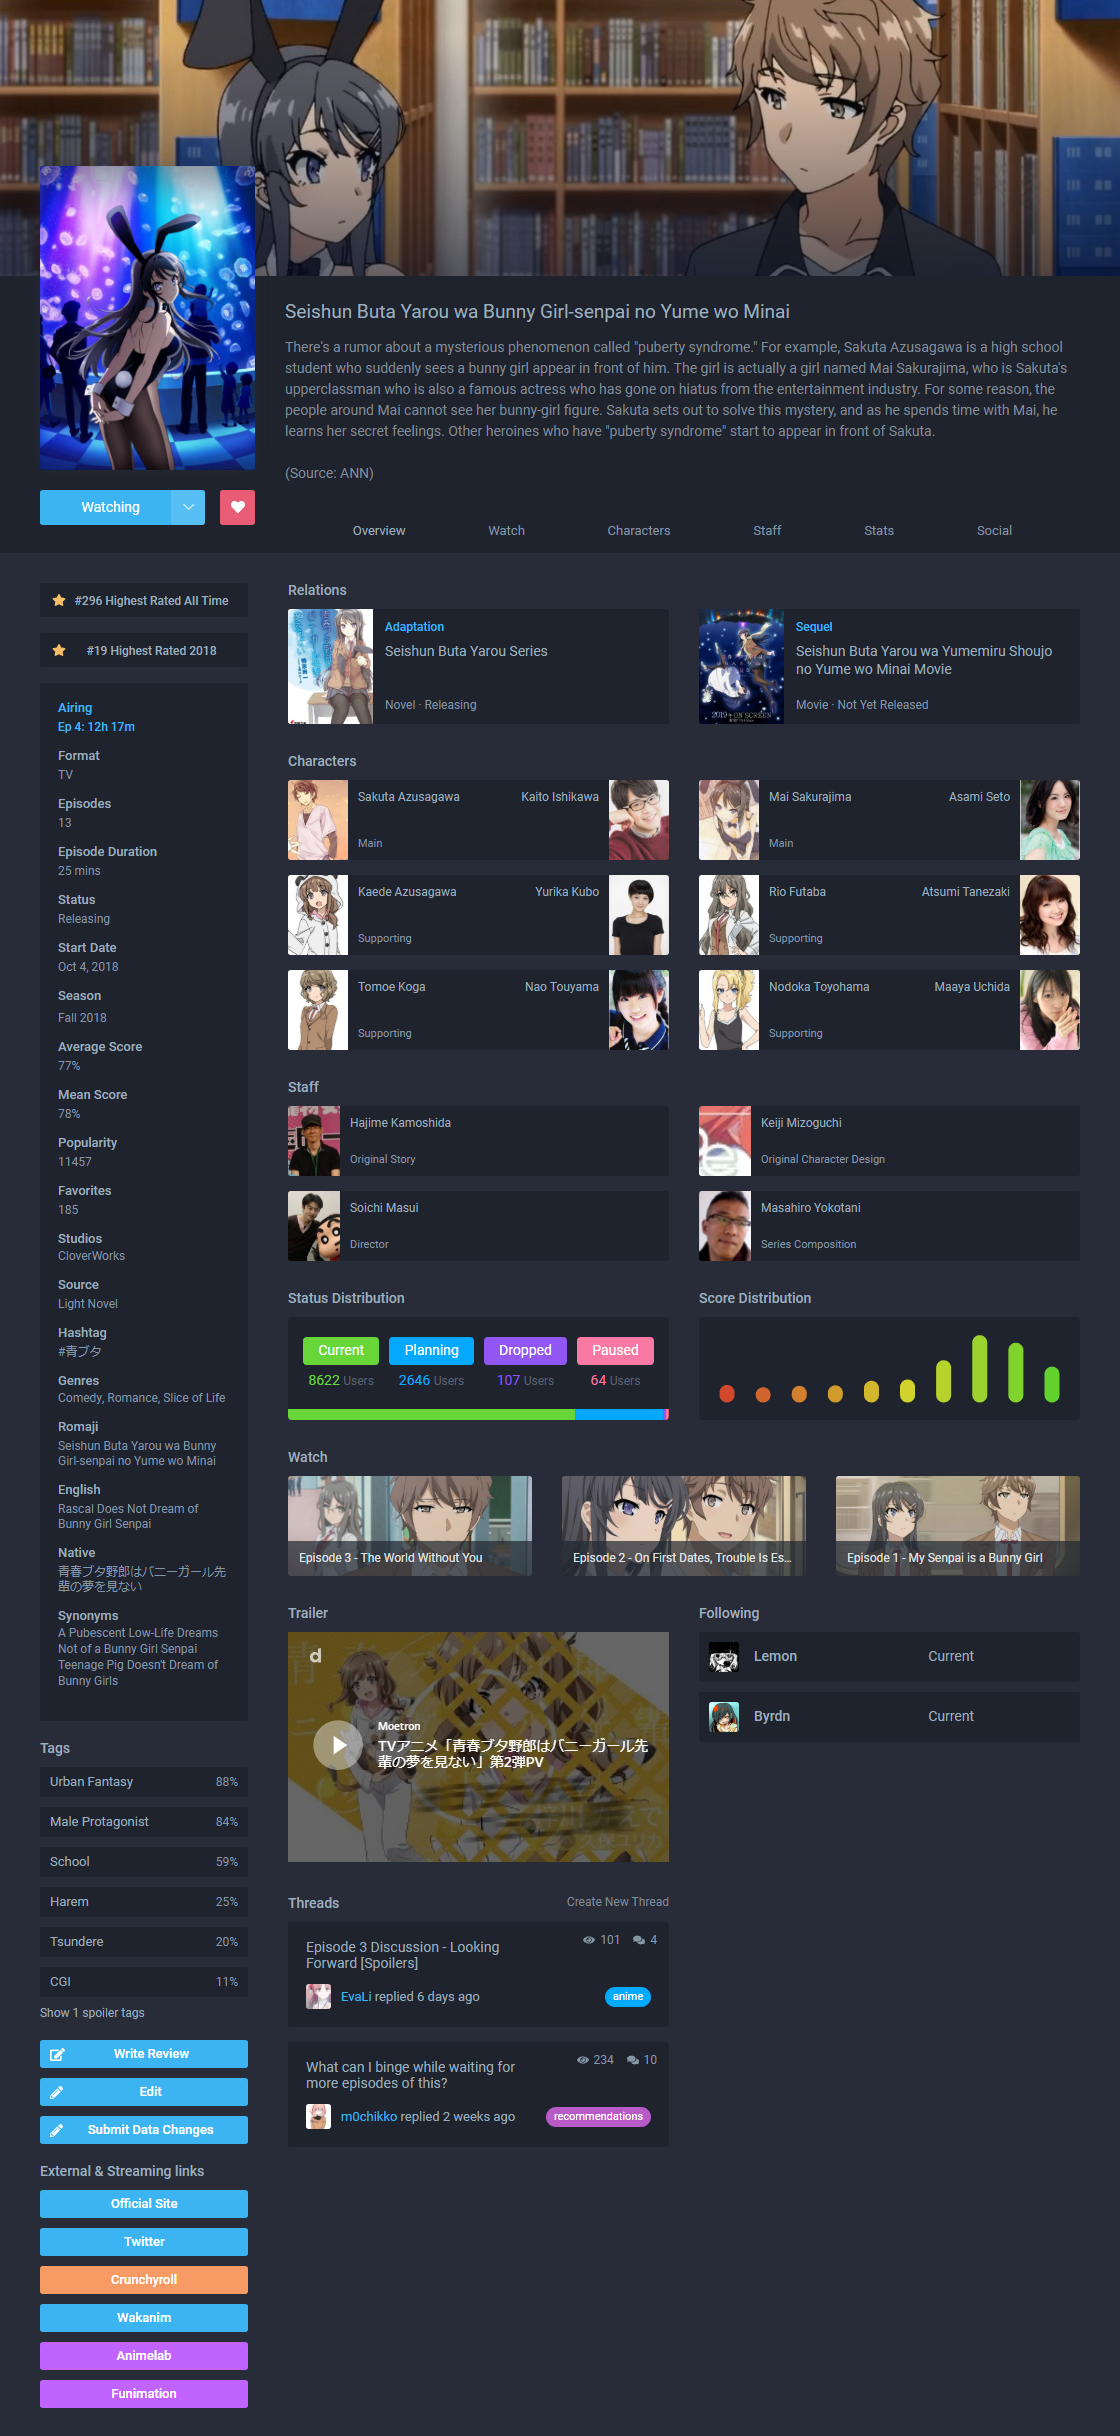 Seishun Buta Yarou wa Bunny Girl-senpai no Yume wo Minai
There's a rumor about a mysterious phenomenon called "puberty syndrome." For example, Sakuta Azusagawa is a high school
student who suddenly sees a bunny girl appear in front of him. The girl is actually a girl named Mai Sakurajima, who is Sakuta's
upperclassman who is also a famous actress who has gone on hiatus from the entertainment industry. For some reason, the
people around Mai cannot see her bunny-girl figure. Sakuta sets out to solve this mystery, and as he spends time with Mai, he
learns her secret feelings. Other heroines who have "puberty syndrome" start to appear in front of Sakuta.
(Source: ANN)
Watching
Overview Watch Characters Staff Stats Social
#296 Highest Rated All Time
#19 Highest Rated 2018
Airing
Ep 4: 12h 17m
Format
TV
Episodes
13
Episode Duration
25 mins
Status
Releasing
Start Date
Oct 4, 2018
Season
Fall 2018
Average Score
77%
Mean Score
78%
Popularity
11457
Favorites
185
Studios
CloverWorks
Source
Light Novel
Hashtag
#青ブタ
Genres
Comedy, Romance, Slice of Life
Romaji
Seishun Buta Yarou wa Bunny
Girl-senpai no Yume wo Minai
English
Rascal Does Not Dream of
Bunny Girl Senpai
Native
青春ブタ野郎はバニーガール先
輩の夢を見ない
Synonyms
A Pubescent Low-Life Dreams
Not of a Bunny Girl Senpai
Teenage Pig Doesn't Dream of
Bunny Girls
Tags
Urban Fantasy 88%
Male Protagonist 84%
School 59%
Harem 25%
Tsundere 20%
CGI 11%
Show 1 spoiler tags
Write Review
Edit
Submit Data Changes
External & Streaming links
Official Site
Twitter
Crunchyroll
Wakanim
Animelab
Funimation
Relations
Adaptation
Seishun Buta Yarou Series
Novel · Releasing
Sequel
Seishun Buta Yarou wa Yumemiru Shoujo
no Yume wo Minai Movie
Movie · Not Yet Released
2019 ON SCREEN
Characters
Sakuta Azusagawa Kaito Ishikawa
Main
Mai Sakurajima Asami Seto
Main
Kaede Azusagawa Yurika Kubo
Supporting
Rio Futaba Atsumi Tanezaki
Supporting
Tomoe Koga Nao Touyama
Supporting
Nodoka Toyohama Maaya Uchida
Supporting
Staff
Hajime Kamoshida
Original Story
Keiji Mizoguchi
Original Character Design
Soichi Masui
Director
Masahiro Yokotani
Series Composition
Status Distribution
Current Planning Dropped Paused
8622 Users 2646 Users 107 Users 64 Users
Score Distribution
Watch
Episode 3 - The World Without You
Episode 2 - On First Dates, Trouble Is Es...
Episode 1 - My Senpai is a Bunny Girl
Trailer
d
Moetron
TVアニメ「青春ブタ野郎はバニーガール先
輩の夢を見ない」第2弾PV
Following
Lemon Current
Byrdn Current
Threads Create New Thread
Episode 3 Discussion - Looking
Forward [Spoilers]
101 4
EvaLi replied 6 days ago
anime
What can I binge while waiting for
more episodes of this?
234 10
m0chikko replied 2 weeks ago
recommendations